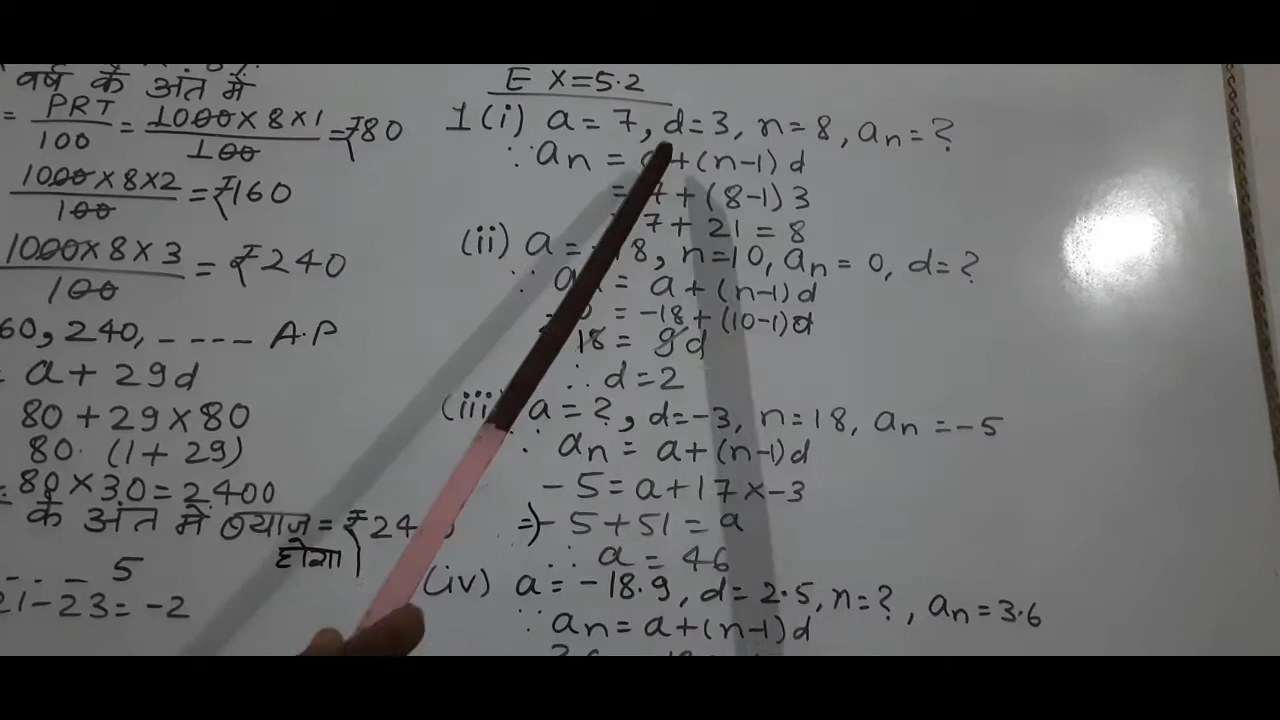 वर्ष के अंत में
= PRT/100 = 1000×8×1/100 = ₹80
1000×8×2/100 = ₹160
1000×8×3/100 = ₹240
60, 240, ---- A.P
= a + 29d
80 + 29 × 80
80. (1 + 29)
= 80 × 30 = 2400
के अंत में ब्याज = ₹24
होगा
5
21-23 = -2
EX=5.2
1(i) a = 7, d = 3, n = 8, an = ?
∵ an = +(n-1)d
= 7 + (8-1)3
7 + 21 = 8
(ii) a = 18, n=10, an = 0, d = ?
∵ a = a + (n-1)d
= -18 + (10-1)d
18 = 9d
∴ d = 2
(iii) a = ?, d = -3, n = 18, an = -5
∵ an = a + (n-1)d
-5 = a + 17 × -3
⇒ -5 + 51 = a
∴ a = 46
(iv) a = -18.9, d = 2.5, n = ?, an = 3.6
∵ an = a + (n-1)d